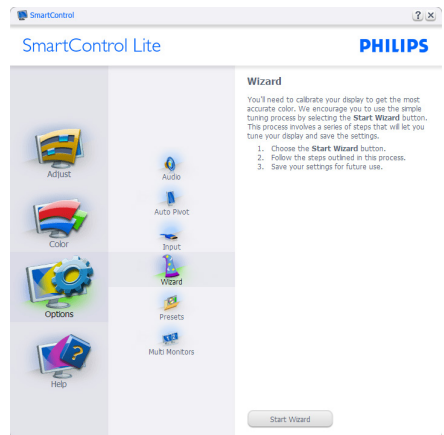 SmartControl
SmartControl Lite
PHILIPS
Adjust
Color
Options
Help
Audio
Auto Pivot
Input
Wizard
Presets
Multi Monitors
Wizard
You'll need to calibrate your display to get the most
accurate color. We encourage you to use the simple
tuning process by selecting the Start Wizard button.
This process involves a series of steps that will let you
tune your display and save the settings.
1. Choose the Start Wizard button.
2. Follow the steps outlined in this process.
3. Save your settings for future use.
Start Wizard